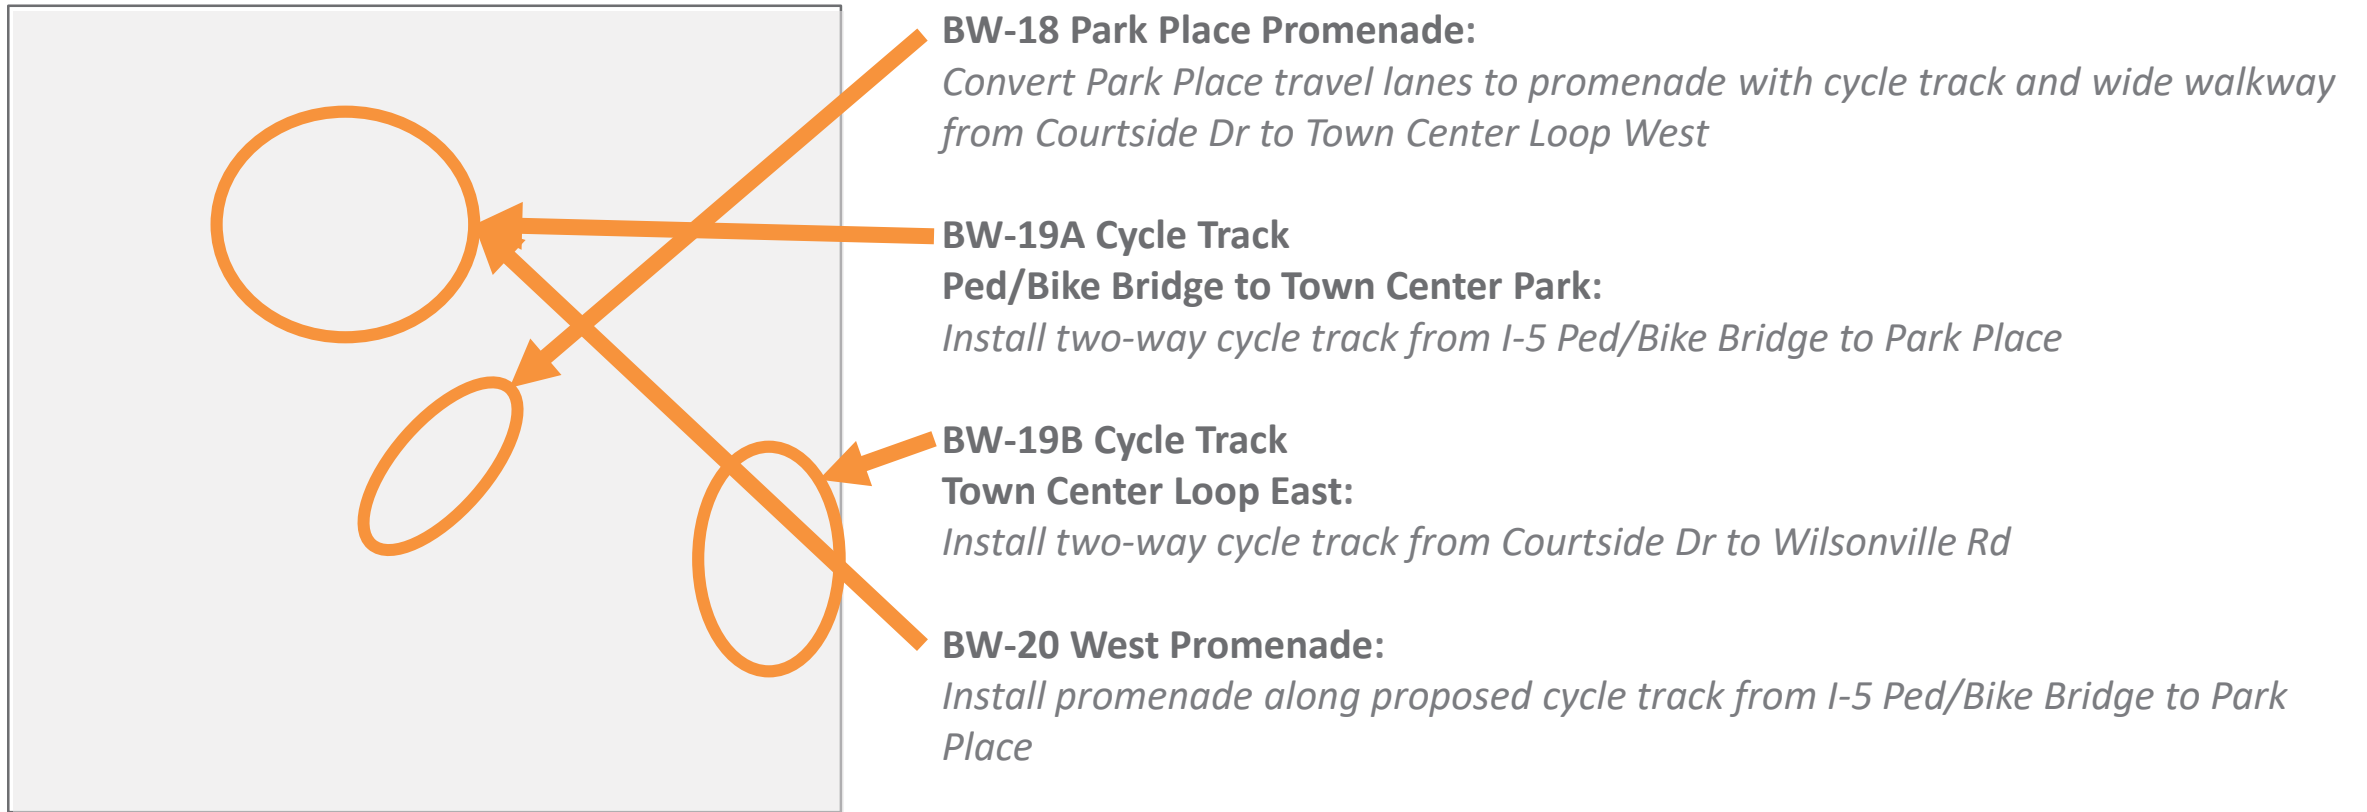 BW-18 Park Place Promenade:
Convert Park Place travel lanes to promenade with cycle track and wide walkway
from Courtside Dr to Town Center Loop West
BW-19A Cycle Track
Ped/Bike Bridge to Town Center Park:
Install two-way cycle track from I-5 Ped/Bike Bridge to Park Place
BW-19B Cycle Track
Town Center Loop East:
Install two-way cycle track from Courtside Dr to Wilsonville Rd
BW-20 West Promenade:
Install promenade along proposed cycle track from I-5 Ped/Bike Bridge to Park
Place